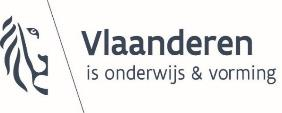 Vlaanderen
is onderwijs & vorming